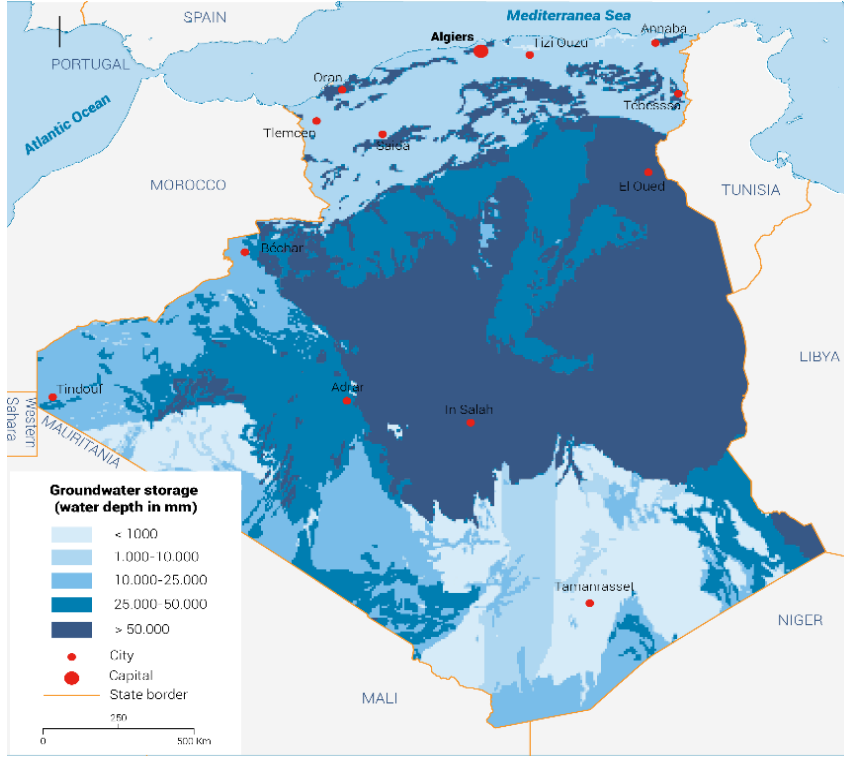 SPAIN
Mediterranean Sea
PORTUGAL
Algiers
Tizi Ouzu
Annaba
Oran
Tebesssa
Atlantic Ocean
Tlemcen
Saida
MOROCCO
El Oued
TUNISIA
Béchar
LIBYA
Tindouf
Adrar
In Salah
Western
Sahara
MAURITANIA
Groundwater storage
(water depth in mm)
< 1000
1.000-10.000
10.000-25.000
25.000-50.000
> 50.000
City
Capital
State border
250
0
500 Km
Tamanrasset
NIGER
MALI